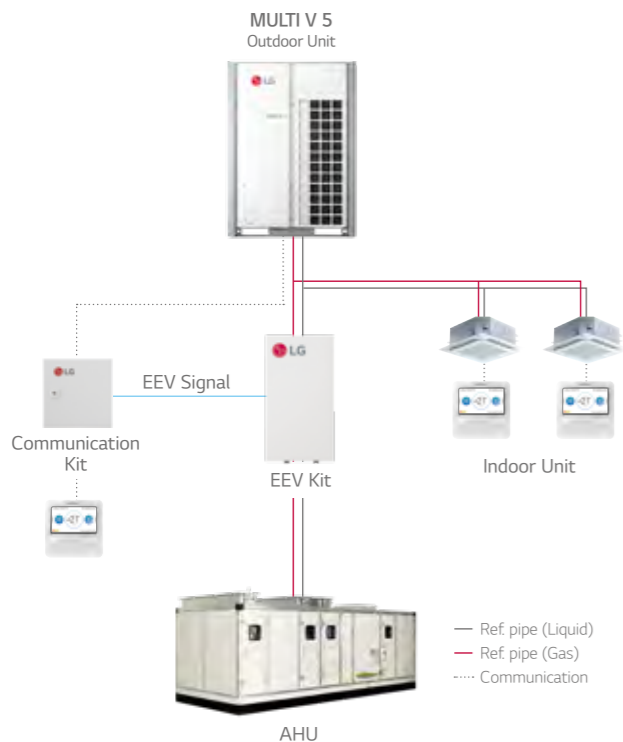 MULTI V 5
Outdoor Unit
LG
LG
LG
EEV Signal
Communication
Kit
EEV Kit
Indoor Unit
Ref. pipe (Liquid)
Ref. pipe (Gas)
Communication
AHU